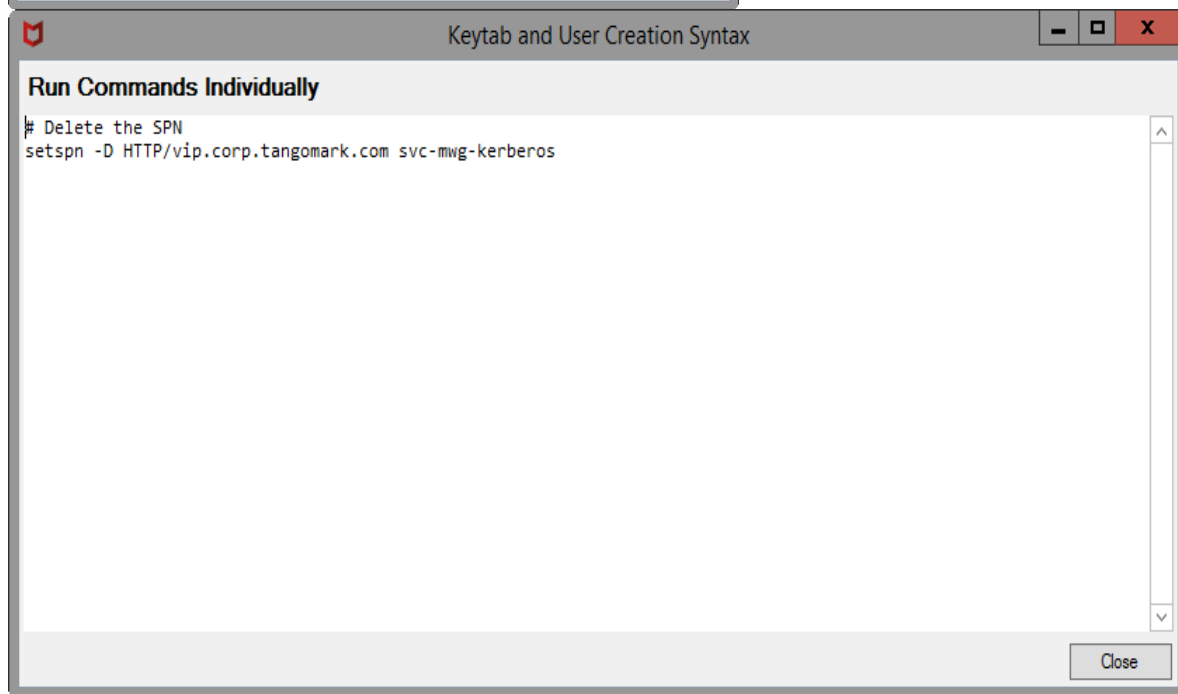 Keytab and User Creation Syntax
Run Commands Individually
# Delete the SPN
setspn -D HTTP/vip.corp.tangomark.com svc-mwg-kerberos
Close